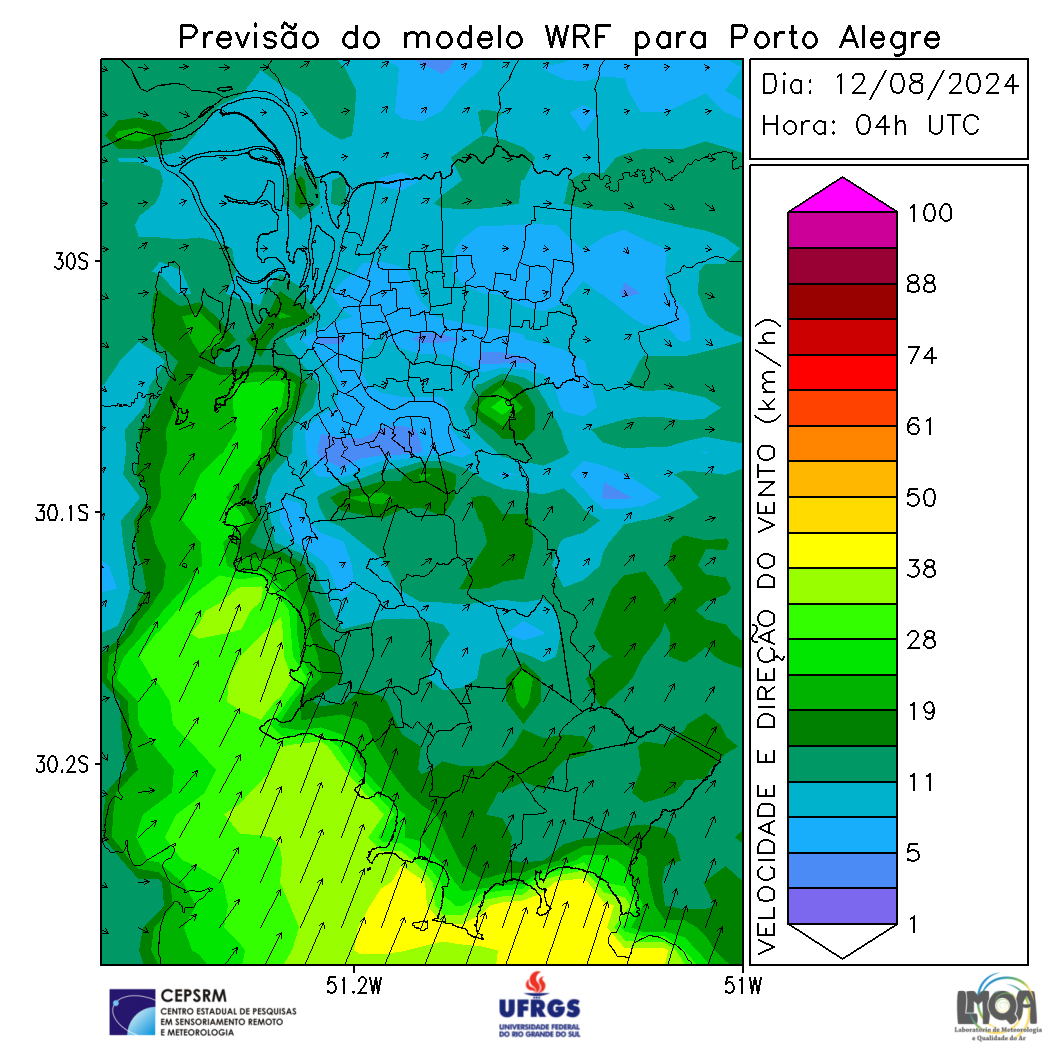 Previsão do modelo WRF para Porto Alegre
Dia: 12/08/2024
Hora: 04h UTC
30S
30.1S
30.2S
51.2W
51W
VELOCIDADE E DIREÇÃO DO VENTO (km/h)
100
88
74
61
50
38
28
19
11
5
1
CEPSRM
CENTRO ESTADUAL DE PESQUISAS
EM SENSORIAMENTO REMOTO
E METEOROLOGIA
UFRGS
UNIVERSIDADE FEDERAL
DO RIO GRANDE DO SUL
LMQA
Laboratório de Meteorologia
e Qualidade do Ar